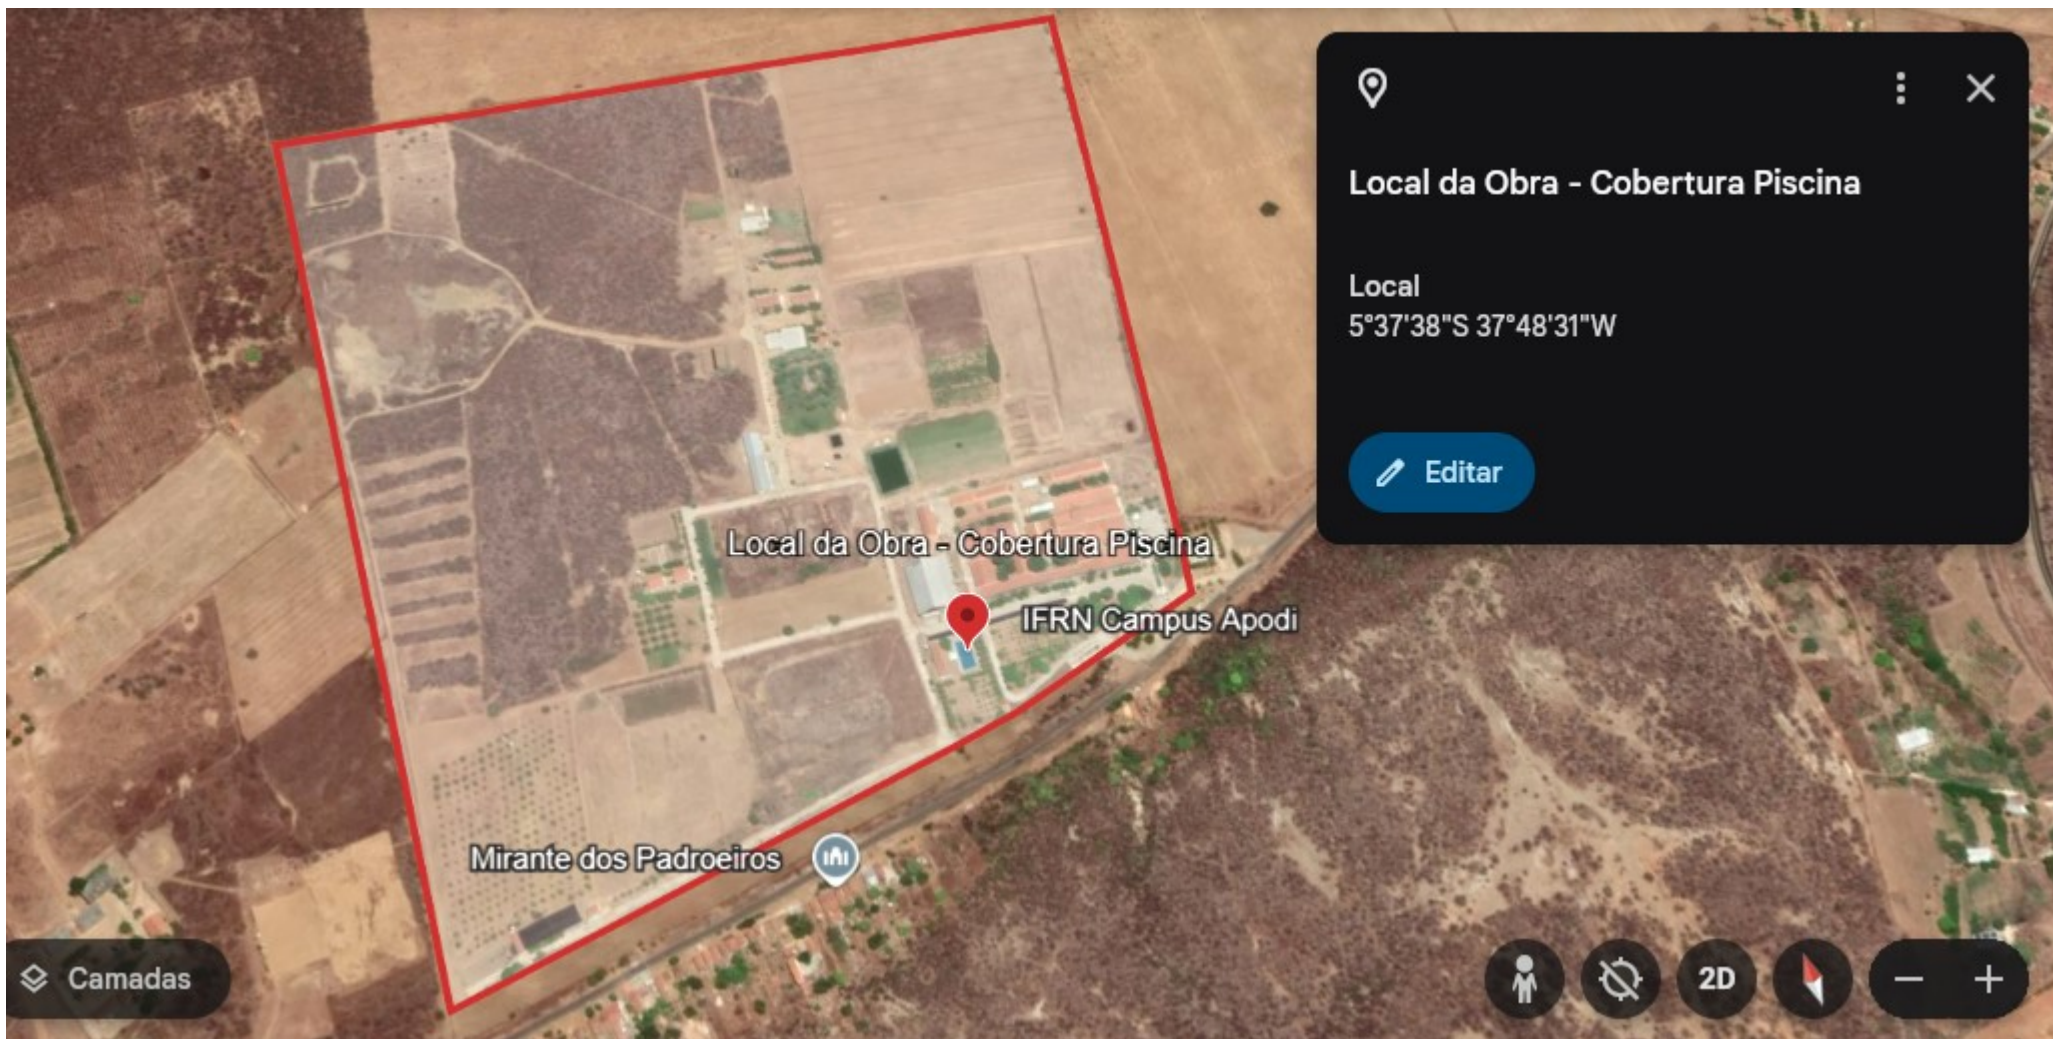 Local da Obra - Cobertura Piscina
Local
5°37'38"S 37°48'31"W
Editar
Local da Obra - Cobertura Piscina
IFRN Campus Apodi
Mirante dos Padroeiros
Camadas
2D